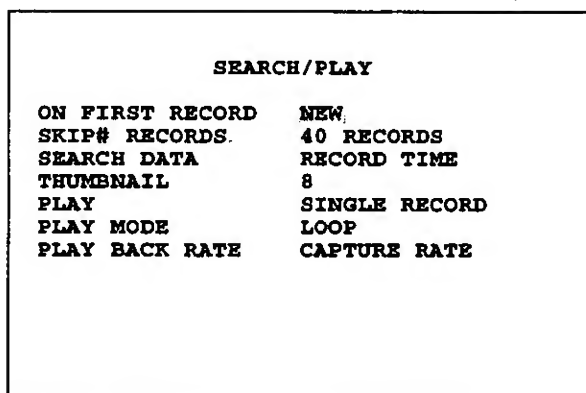 SEARCH/PLAY
ON FIRST RECORD NEW
SKIP# RECORDS 40 RECORDS
SEARCH DATA RECORD TIME
THUMBNAIL 8
PLAY SINGLE RECORD
PLAY MODE LOOP
PLAY BACK RATE CAPTURE RATE